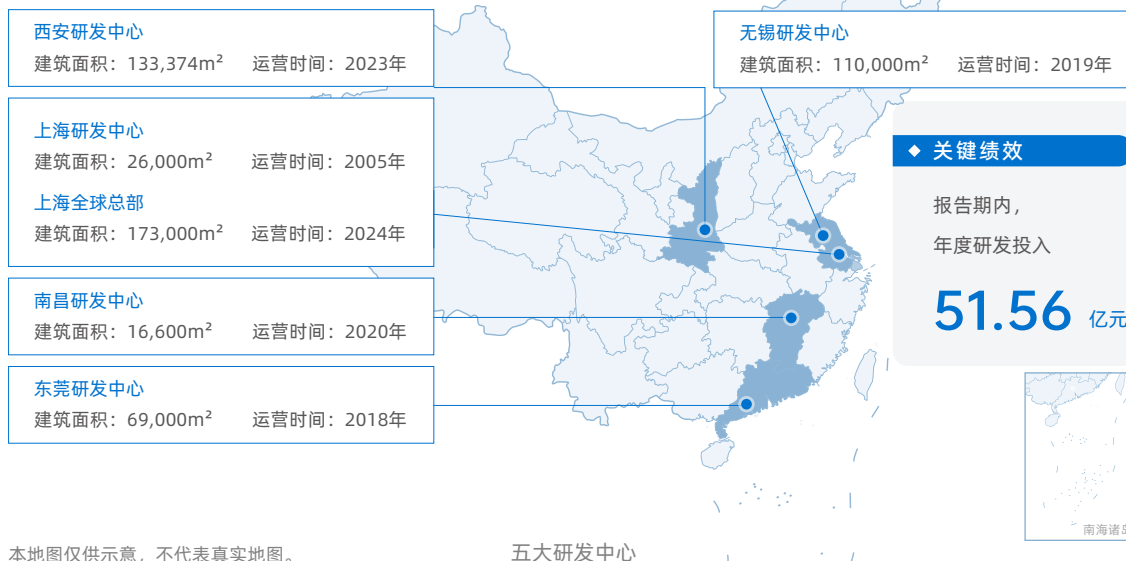 西安研发中心
建筑面积：133,374m² 运营时间：2023年
无锡研发中心
建筑面积：110,000m² 运营时间：2019年
上海研发中心
建筑面积：26,000m² 运营时间：2005年
上海全球总部
建筑面积：173,000m² 运营时间：2024年
南昌研发中心
建筑面积：16,600m² 运营时间：2020年
东莞研发中心
建筑面积：69,000m² 运营时间：2018年
关键绩效
报告期内，
年度研发投入
51.56 亿元
南海诸岛
本地图仅供示意，不代表真实地图。
五大研发中心